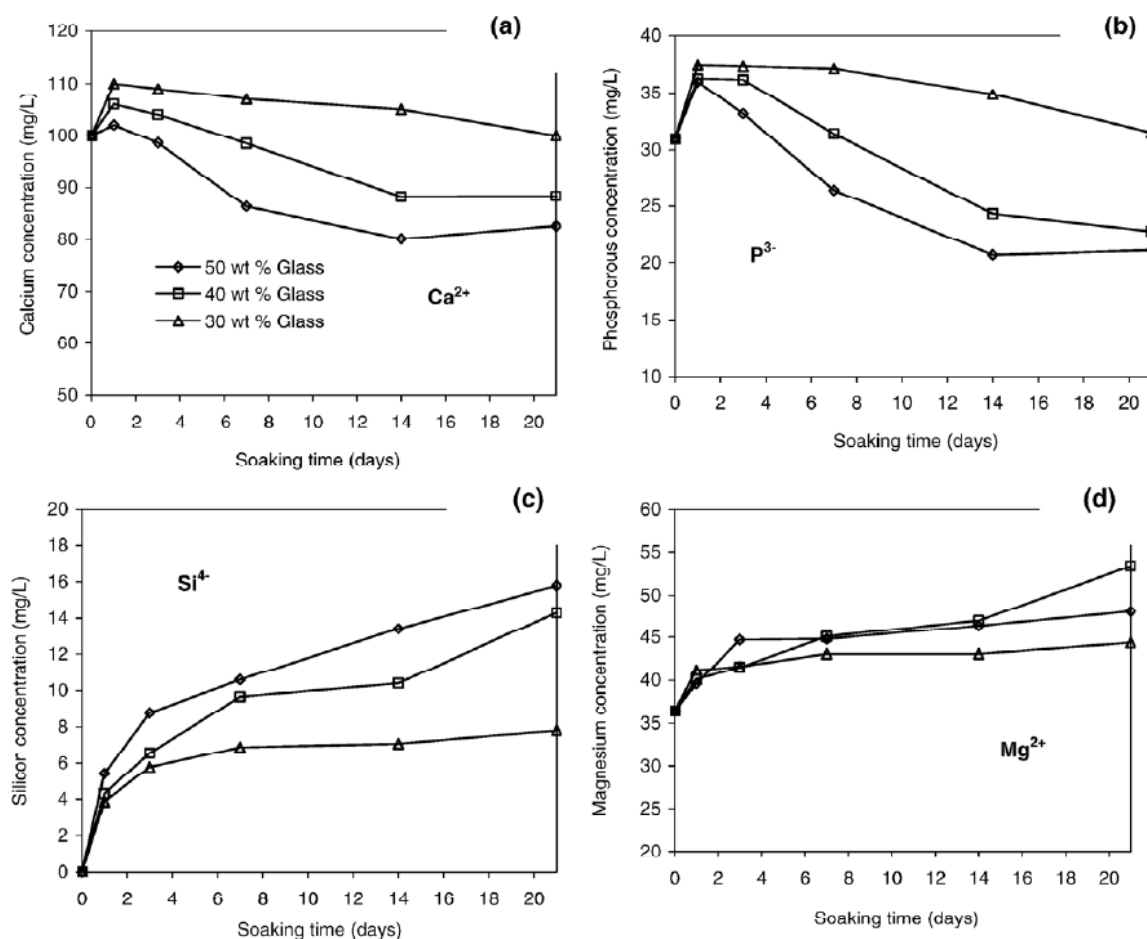 (a)
Calcium concentration (mg/L)
120
110
100
90
80
70
60
50
50 wt % Glass
40 wt % Glass
30 wt % Glass
Ca2+
0 2 4 6 8 10 12 14 16 18 20
Soaking time (days)
(b)
Phosphorous concentration (mg/L)
40
35
30
25
20
15
10
P3-
0 2 4 6 8 10 12 14 16 18 20
Soaking time (days)
(c)
Silicor concentration (mg/L)
20
18
16
14
12
10
8
6
4
2
0
Si4-
0 2 4 6 8 10 12 14 16 18 20
Soaking time (days)
(d)
Magnesium concentration (mg/L)
60
55
50
45
40
35
30
25
20
Mg2+
0 2 4 6 8 10 12 14 16 18 20
Soaking time (days)